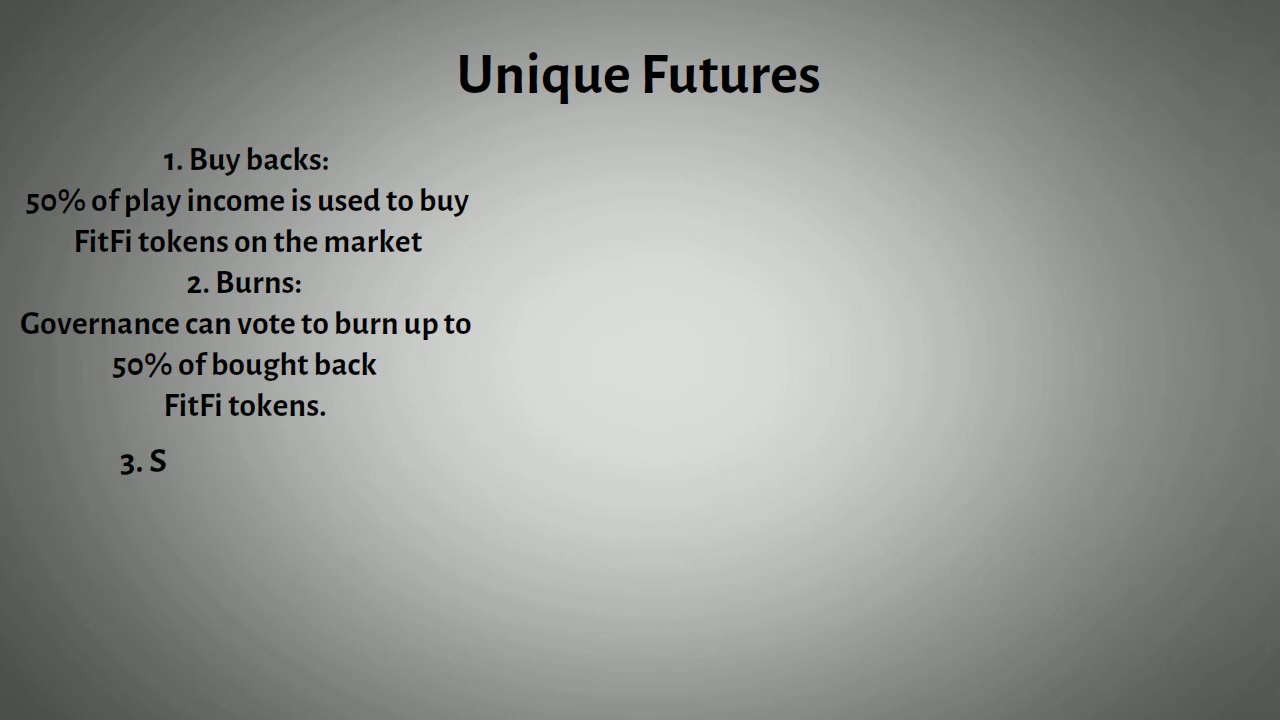 Unique Futures
1. Buy backs:
50% of play income is used to buy
FitFi tokens on the market
2. Burns:
Governance can vote to burn up to
50% of bought back
FitFi tokens.
3. S